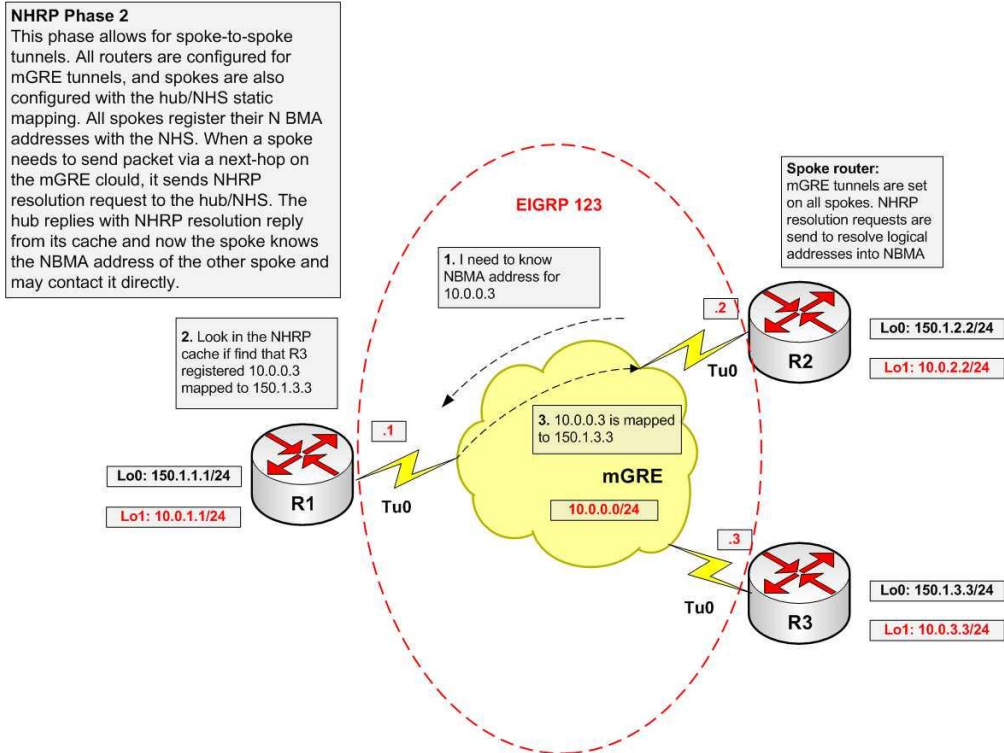 NHRP Phase 2
This phase allows for spoke-to-spoke
tunnels. All routers are configured for
mGRE tunnels, and spokes are also
configured with the hub/NHS static
mapping. All spokes register their N BMA
addresses with the NHS. When a spoke
needs to send packet via a next-hop on
the mGRE clould, it sends NHRP
resolution request to the hub/NHS. The
hub replies with NHRP resolution reply
from its cache and now the spoke knows
the NBMA address of the other spoke and
may contact it directly.
EIGRP 123
Spoke router:
mGRE tunnels are set
on all spokes. NHRP
resolution requests are
send to resolve logical
addresses into NBMA
1. I need to know
NBMA address for
10.0.0.3
2. Look in the NHRP
cache if find that R3
registered 10.0.0.3
mapped to 150.1.3.3
.2
Tu0
R2
Lo0: 150.1.2.2/24
Lo1: 10.0.2.2/24
3. 10.0.0.3 is mapped
to 150.1.3.3
.1
Lo0: 150.1.1.1/24
Lo1: 10.0.1.1/24
R1
Tu0
mGRE
10.0.0.0/24
.3
Tu0
R3
Lo0: 150.1.3.3/24
Lo1: 10.0.3.3/24